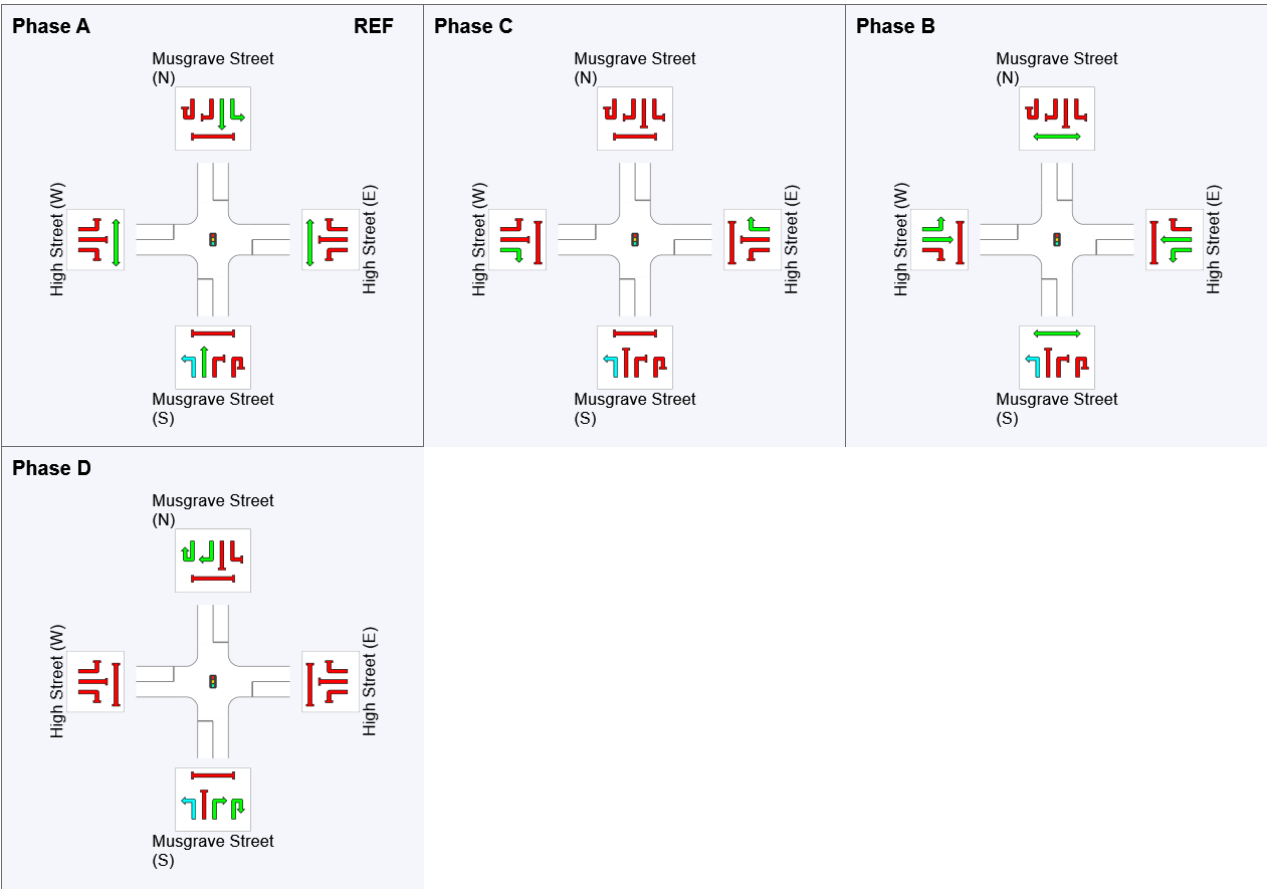 Phase A REF
Musgrave Street
(N)
High Street (W)
High Street (E)
Musgrave Street
(S)
Phase C
Musgrave Street
(N)
High Street (W)
High Street (E)
Musgrave Street
(S)
Phase B
Musgrave Street
(N)
High Street (W)
High Street (E)
Musgrave Street
(S)
Phase D
Musgrave Street
(N)
High Street (W)
High Street (E)
Musgrave Street
(S)